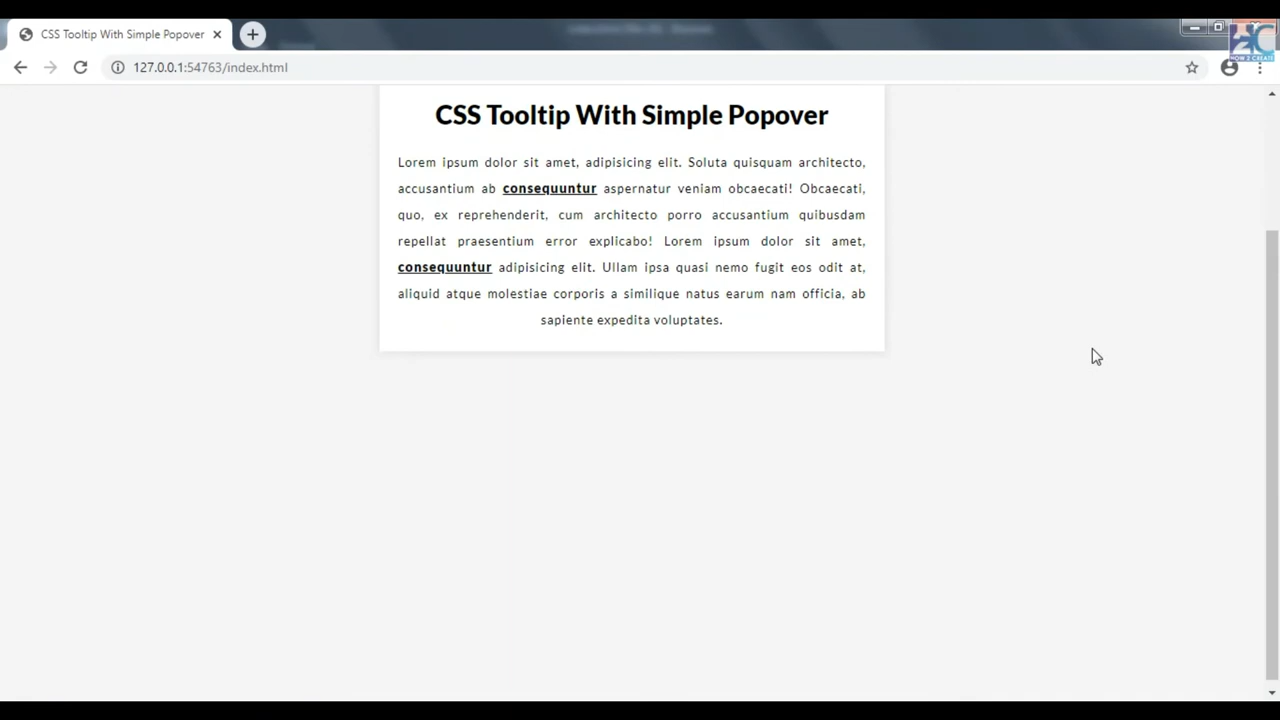 CSS Tooltip With Simple Popover
127.0.0.1:54763/index.html
HOW 2 CREATE
CSS Tooltip With Simple Popover
Lorem ipsum dolor sit amet, adipisicing elit. Soluta quisquam architecto,
accusantium ab consequuntur aspernatur veniam obcaecati! Obcaecati,
quo, ex reprehenderit, cum architecto porro accusantium quibusdam
repellat praesentium error explicabo! Lorem ipsum dolor sit amet,
consequuntur adipisicing elit. Ullam ipsa quasi nemo fugit eos odit at,
aliquid atque molestiae corporis a similique natus earum nam officia, ab
sapiente expedita voluptates.